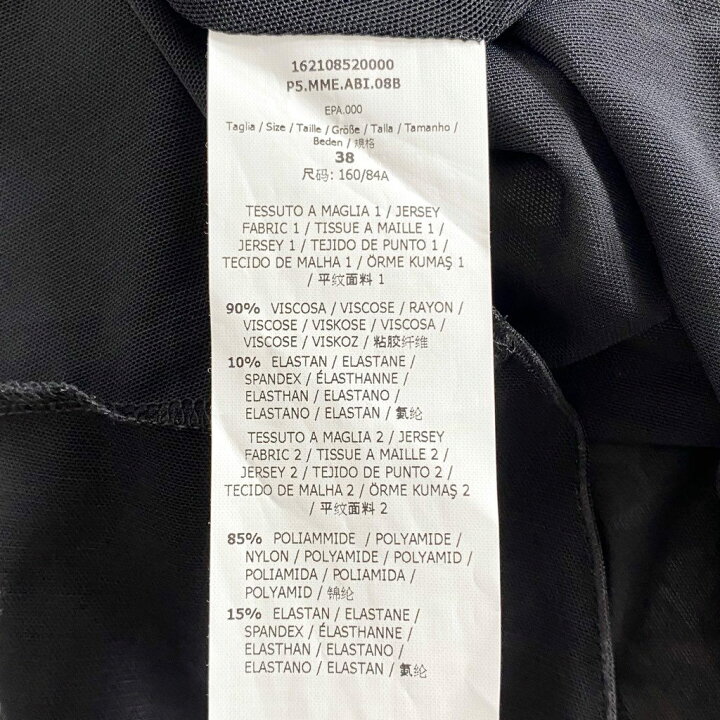 162108520000
P5.MME.ABI.08B
EPA.000
Taglia / Size / Taille / Größe / Talla / Tamanho /
Beden / 规格
38
尺码: 160/84A
TESSUTO A MAGLIA 1 / JERSEY
FABRIC 1 / TISSUE A MAILLE 1 /
JERSEY 1 / TEJIDO DE PUNTO 1 /
TECIDO DE MALHA 1 / ÖRME KUMAŞ 1
/ 平纹面料 1
90% VISCOSA / VISCOSE / RAYON /
VISCOSE / VISKOSE / VISCOSA /
VISCOSE / VISKOZ / 粘胶纤维
10% ELASTAN / ELASTANE /
SPANDEX / ÉLASTHANNE /
ELASTHAN / ELASTANO /
ELASTANO / ELASTAN / 氨纶
TESSUTO A MAGLIA 2 / JERSEY
FABRIC 2 / TISSUE A MAILLE 2 /
JERSEY 2 / TEJIDO DE PUNTO 2 /
TECIDO DE MALHA 2 / ÖRME KUMAŞ 2
/ 平纹面料 2
85% POLIAMMIDE / POLYAMIDE /
NYLON / POLYAMIDE / POLYAMID /
POLIAMIDA / POLIAMIDA /
POLYAMID / 锦纶
15% ELASTAN / ELASTANE /
SPANDEX / ÉLASTHANNE /
ELASTHAN / ELASTANO /
ELASTANO / ELASTAN / 氨纶